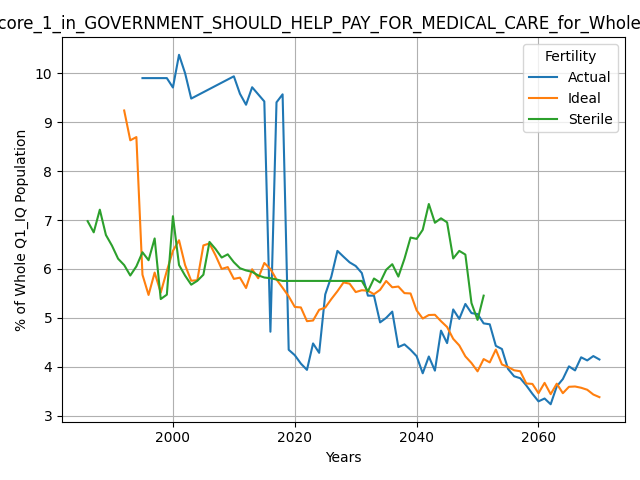 core_1_in_GOVERNMENT_SHOULD_HELP_PAY_FOR_MEDICAL_CARE_for_Whole
Fertility
Actual
Ideal
Sterile
% of Whole Q1_IQ Population
10
9
8
7
6
5
4
3
2000
2020
2040
2060
Years